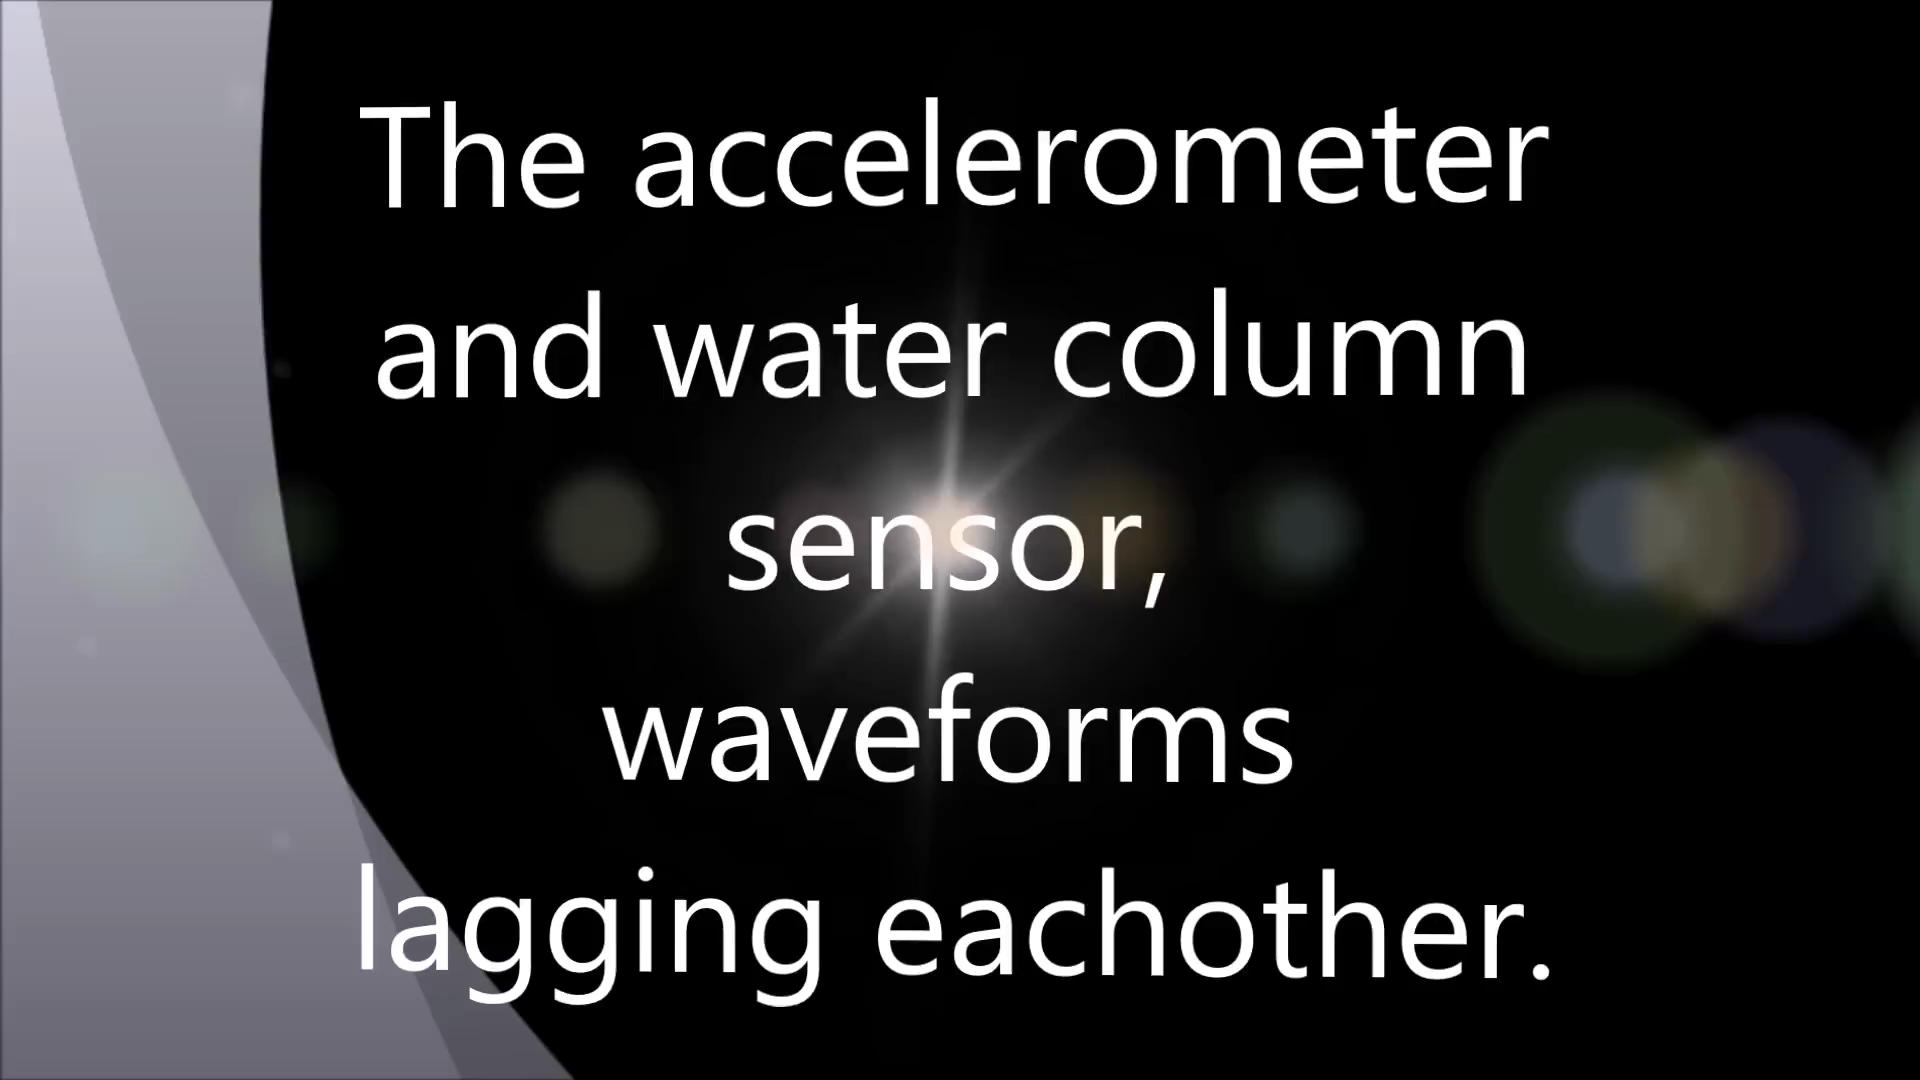 The accelerometer
and water column
sensor,
waveforms
lagging eachother.